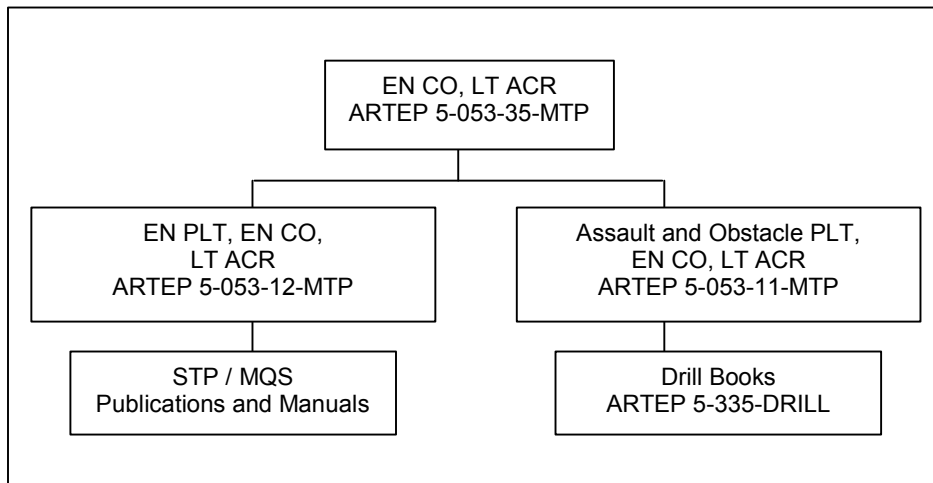 EN CO, LT ACR
ARTEP 5-053-35-MTP
EN PLT, EN CO,
LT ACR
ARTEP 5-053-12-MTP
Assault and Obstacle PLT,
EN CO, LT ACR
ARTEP 5-053-11-MTP
STP / MQS
Publications and Manuals
Drill Books
ARTEP 5-335-DRILL